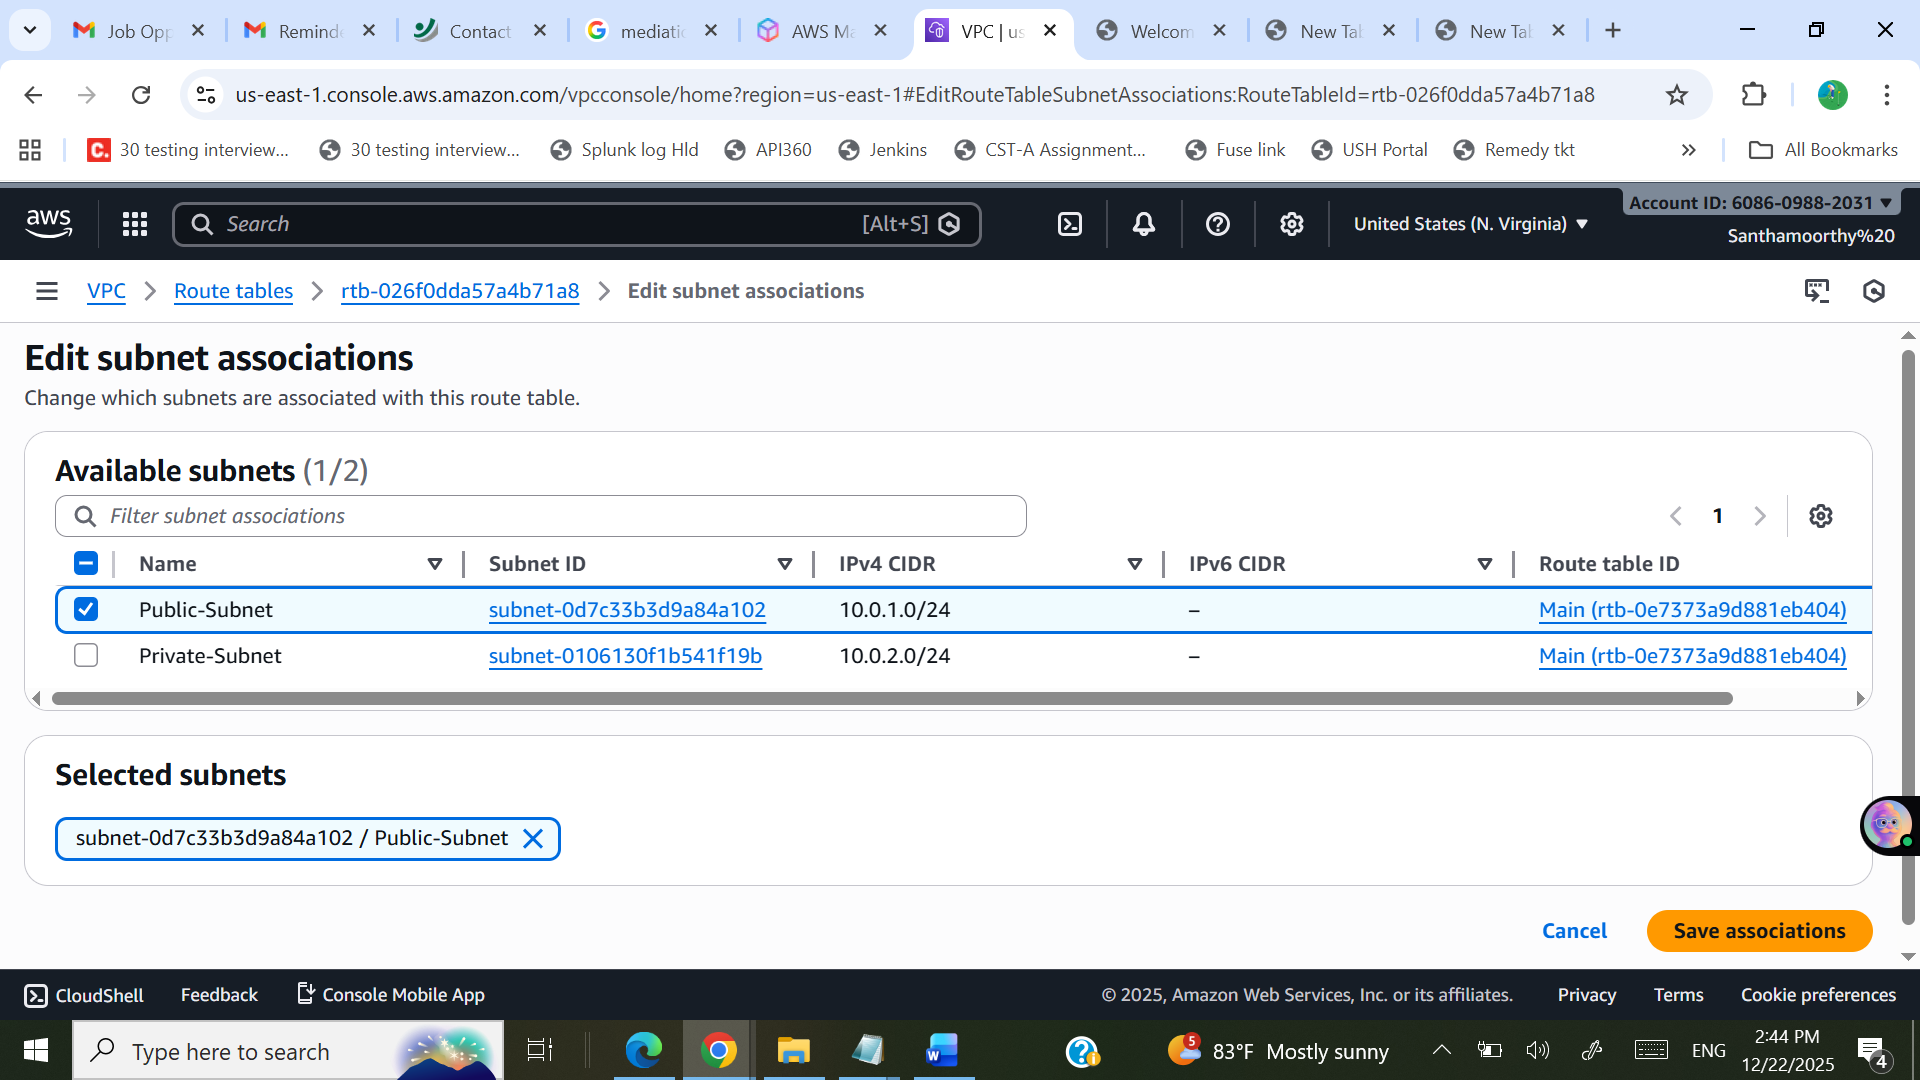 Job Opp
Reminde
Contact
mediatio
AWS Ma
VPC | us
Welcom
New Tab
New Tab
us-east-1.console.aws.amazon.com/vpcconsole/home?region=us-east-1#EditRouteTableSubnetAssociations:RouteTableId=rtb-026f0dda57a4b71a8
30 testing interview...
30 testing interview...
Splunk log Hld
API360
Jenkins
CST-A Assignment...
Fuse link
USH Portal
Remedy tkt
All Bookmarks
aws
Search
[Alt+S]
United States (N. Virginia)
Account ID: 6086-0988-2031
Santhamoorthy%20
VPC
Route tables
rtb-026f0dda57a4b71a8
Edit subnet associations
Edit subnet associations
Change which subnets are associated with this route table.
Available subnets (1/2)
Filter subnet associations
1
Name Subnet ID IPv4 CIDR IPv6 CIDR Route table ID
Public-Subnet subnet-0d7c33b3d9a84a102 10.0.1.0/24 – Main (rtb-0e7373a9d881eb404)
Private-Subnet subnet-0106130f1b541f19b 10.0.2.0/24 – Main (rtb-0e7373a9d881eb404)
Selected subnets
subnet-0d7c33b3d9a84a102 / Public-Subnet
Cancel
Save associations
CloudShell
Feedback
Console Mobile App
© 2025, Amazon Web Services, Inc. or its affiliates.
Privacy
Terms
Cookie preferences
Type here to search
5
83°F Mostly sunny
ENG
2:44 PM
12/22/2025
4